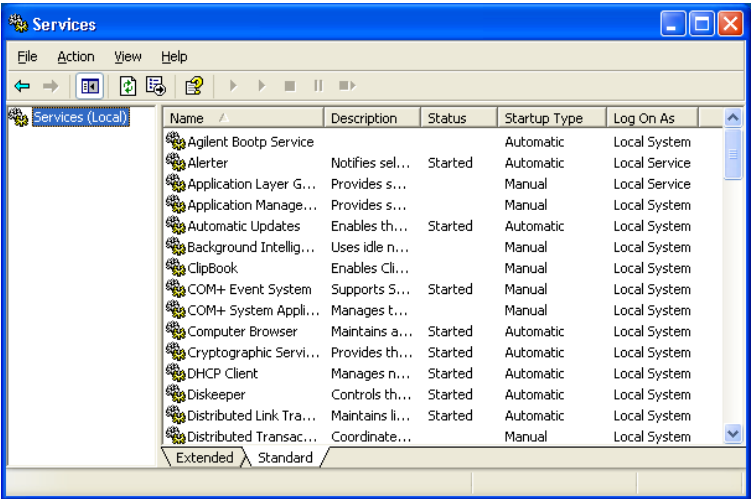 Services
File Action View Help
Services (Local)
Name Description Status Startup Type Log On As
Agilent Bootp Service Automatic Local System
Alerter Notifies sel... Started Automatic Local Service
Application Layer G... Provides s... Manual Local Service
Application Manage... Provides s... Manual Local System
Automatic Updates Enables th... Started Automatic Local System
Background Intellig... Uses idle n... Manual Local System
ClipBook Enables Cli... Manual Local System
COM+ Event System Supports S... Started Manual Local System
COM+ System Appli... Manages t... Manual Local System
Computer Browser Maintains a... Started Automatic Local System
Cryptographic Servi... Provides th... Started Automatic Local System
DHCP Client Manages n... Started Automatic Local System
Diskeeper Controls th... Started Automatic Local System
Distributed Link Tra... Maintains li... Started Automatic Local System
Distributed Transac... Coordinate... Manual Local System
Extended Standard